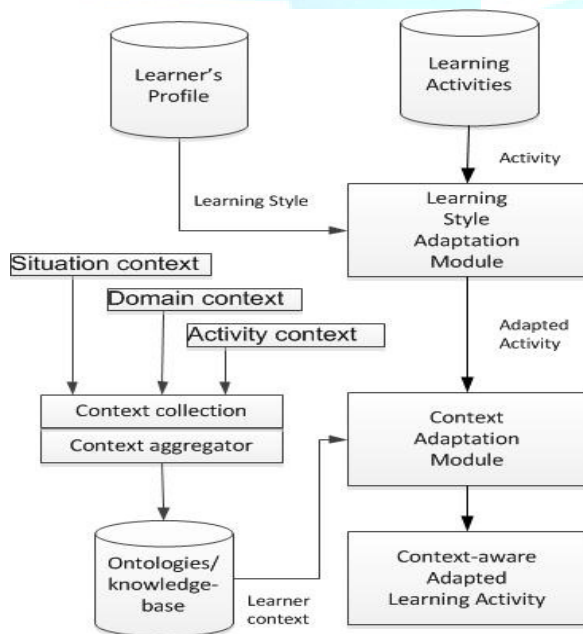 Learner's
Profile
Learning
Activities
Activity
Learning Style
Learning
Style
Adaptation
Module
Situation context
Domain context
Activity context
Adapted
Activity
Context collection
Context aggregator
Context
Adaptation
Module
Ontologies/
knowledge-
base
Learner
context
Context-aware
Adapted
Learning Activity